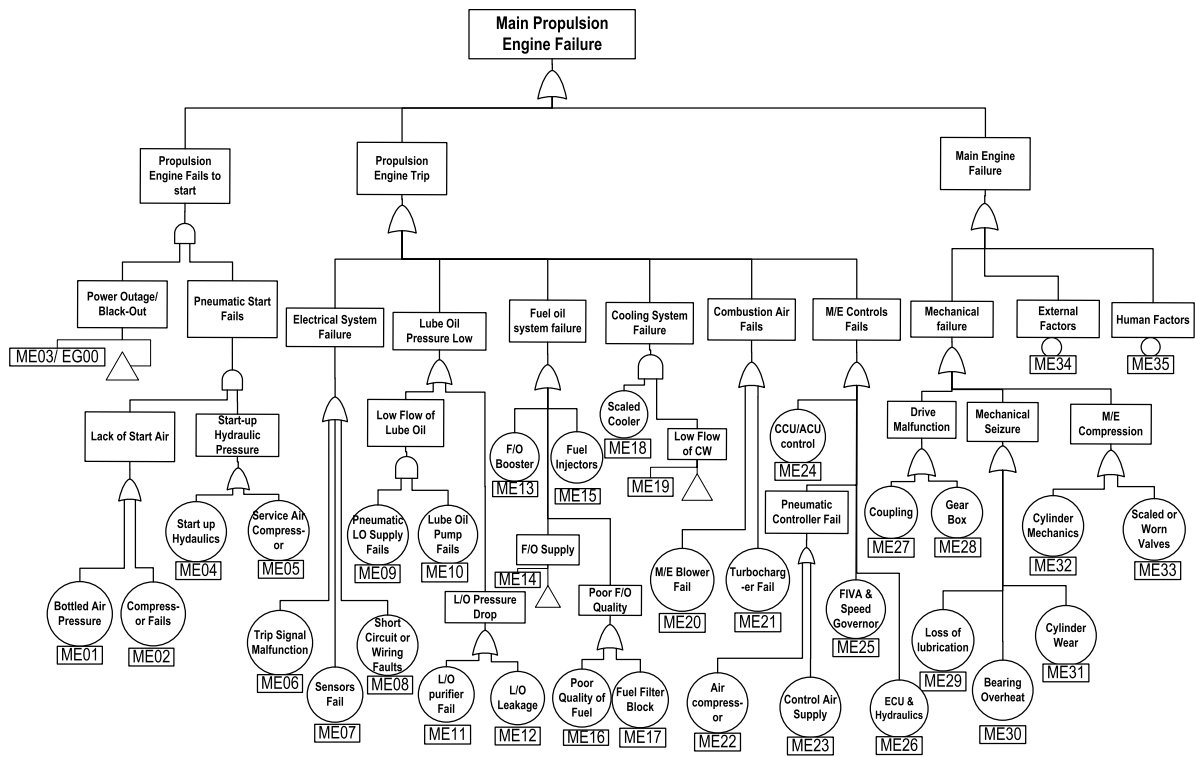 Main Propulsion
Engine Failure
Propulsion
Engine Fails to
start
Propulsion
Engine Trip
Main Engine
Failure
Power Outage/
Black-Out
Pneumatic Start
Fails
Electrical System
Failure
Lube Oil
Pressure Low
Fuel oil
system failure
Cooling System
Failure
Combustion Air
Fails
M/E Controls
Fails
Mechanical
failure
External
Factors
Human Factors
ME03/ EG00
ME34
ME35
Lack of Start Air
Start-up
Hydraulic
Pressure
Low Flow of
Lube Oil
Scaled
Cooler
ME18
Low Flow
of CW
ME19
CCU/ACU
control
ME24
Drive
Malfunction
Mechanical
Seizure
M/E
Compression
F/O
Booster
ME13
Fuel
Injectors
ME15
Pneumatic
Controller Fail
Start up
Hydaulics
ME04
Service Air
Compress-
or
ME05
Pneumatic
LO Supply
Fails
ME09
Lube Oil
Pump
Fails
ME10
F/O Supply
ME14
Coupling
ME27
Gear
Box
ME28
Cylinder
Mechanics
ME32
Scaled or
Worn
Valves
ME33
Bottled Air
Pressure
ME01
Compress-
or Fails
ME02
L/O Pressure
Drop
Poor F/O
Quality
M/E Blower
Fail
ME20
Turbocharg
-er Fail
ME21
FIVA &
Speed
Governor
ME25
Trip Signal
Malfunction
ME06
Sensors
Fail
ME07
Short
Circuit or
Wiring
Faults
ME08
L/O
purifier
Fail
ME11
L/O
Leakage
ME12
Poor
Quality of
Fuel
ME16
Fuel Filter
Block
ME17
Air
compress-
or
ME22
Control Air
Supply
ME23
ECU &
Hydraulics
ME26
Loss of
lubrication
ME29
Bearing
Overheat
ME30
Cylinder
Wear
ME31